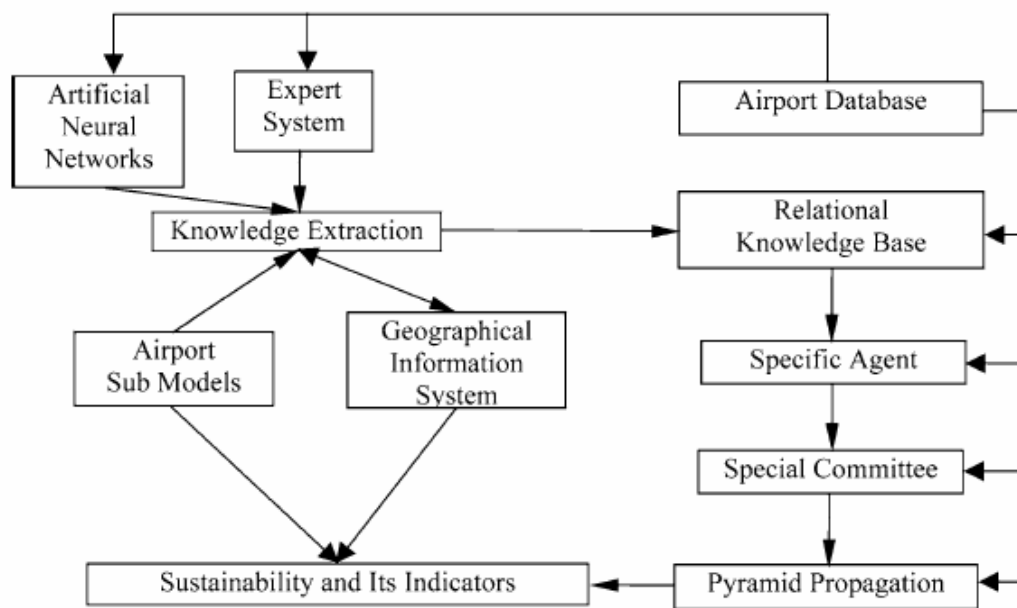 Artificial
Neural
Networks
Expert
System
Airport Database
Knowledge Extraction
Relational
Knowledge Base
Airport
Sub Models
Geographical
Information
System
Specific Agent
Special Committee
Sustainability and Its Indicators
Pyramid Propagation